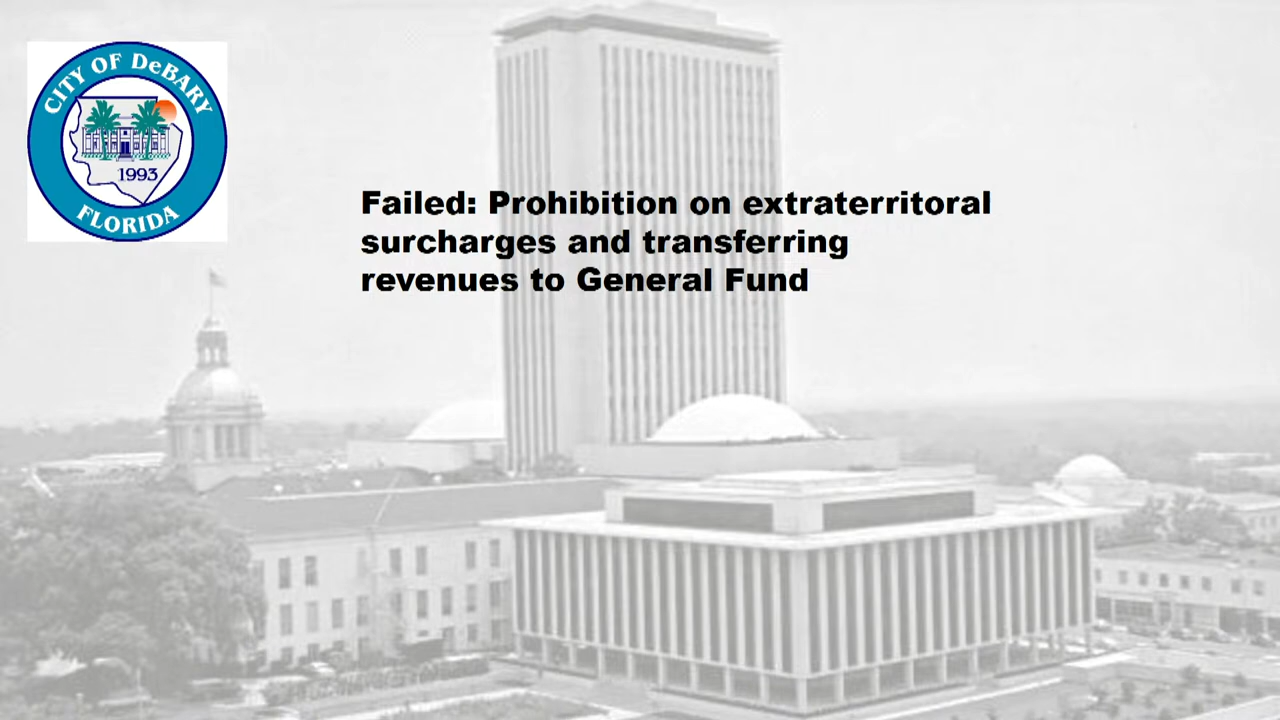 CITY OF DeBARY
1993
FLORIDA
Failed: Prohibition on extraterritoral
surcharges and transferring
revenues to General Fund